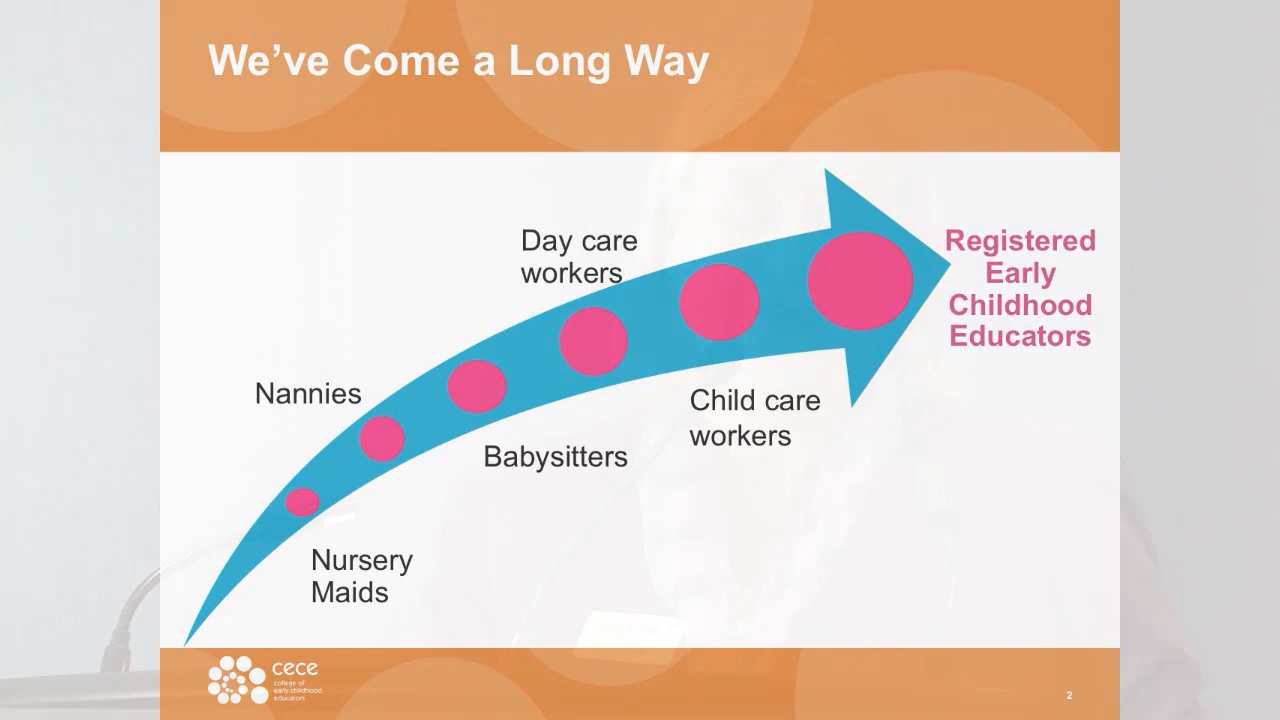 We’ve Come a Long Way
Day care
workers
Registered
Early
Childhood
Educators
Nannies
Child care
workers
Babysitters
Nursery
Maids
cece
college of
early childhood
educators
2